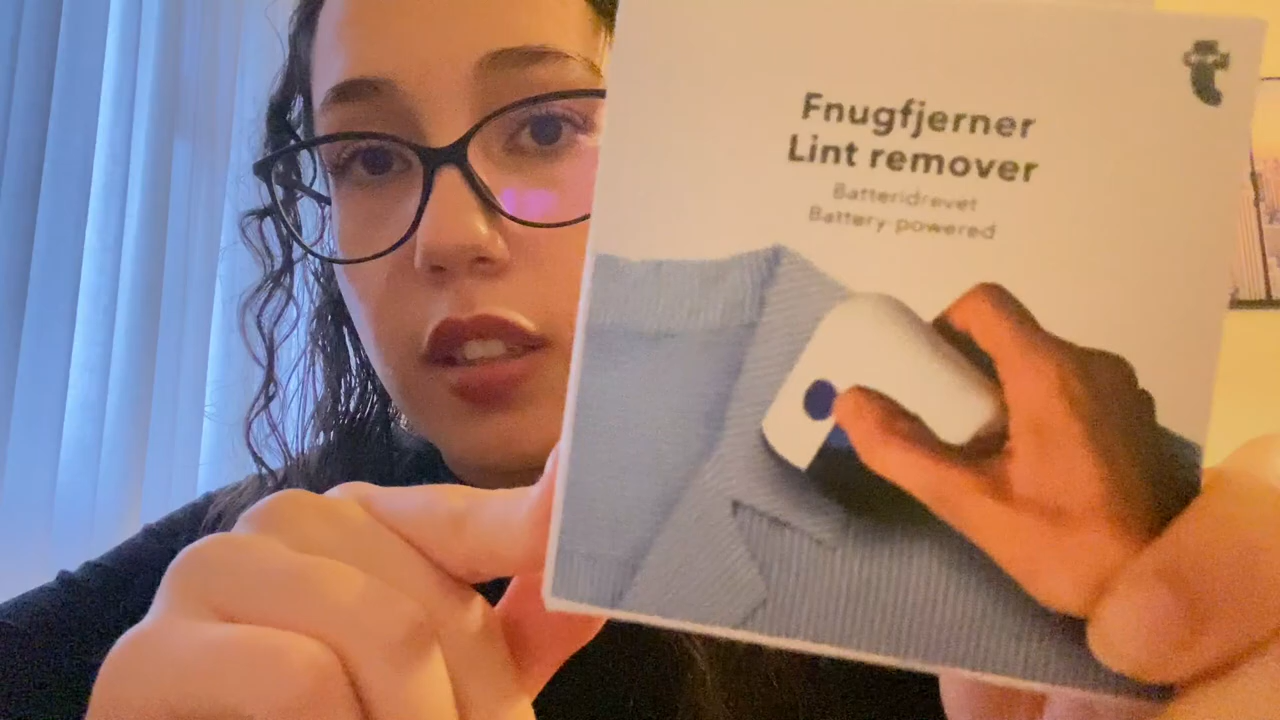 Fnugfjerner
Lint remover
Batteridrevet
Battery-powered